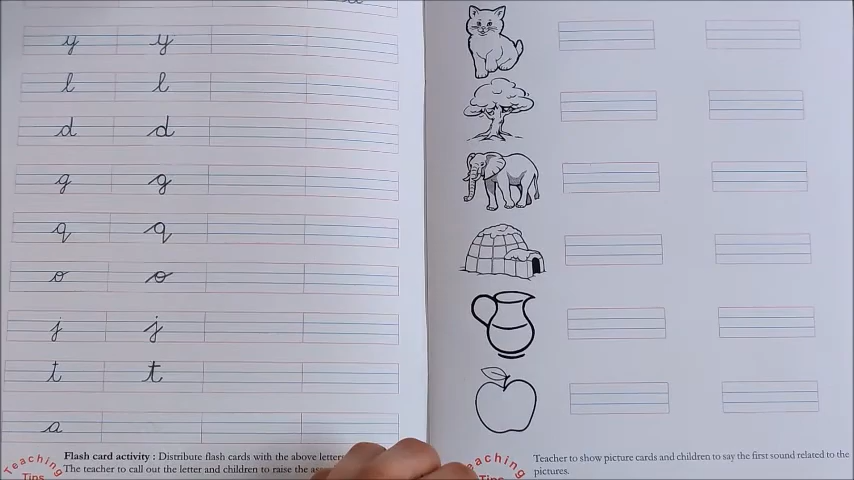 y y
l l
d d
g g
q q
o o
j j
t t
a
Teaching Tips
Flash card activity : Distribute flash cards with the above letters
The teacher to call out the letter and children to raise the
Teaching Tips
Teacher to show picture cards and children to say the first sound related to the
pictures.